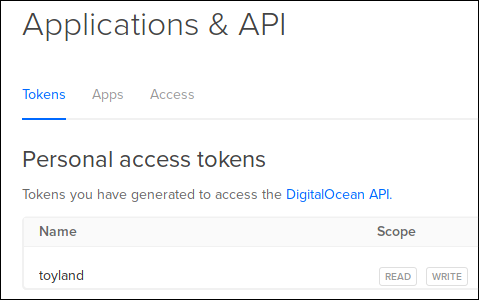 Applications & API
Tokens Apps Access
Personal access tokens
Tokens you have generated to access the DigitalOcean API.
Name Scope
toyland READ WRITE